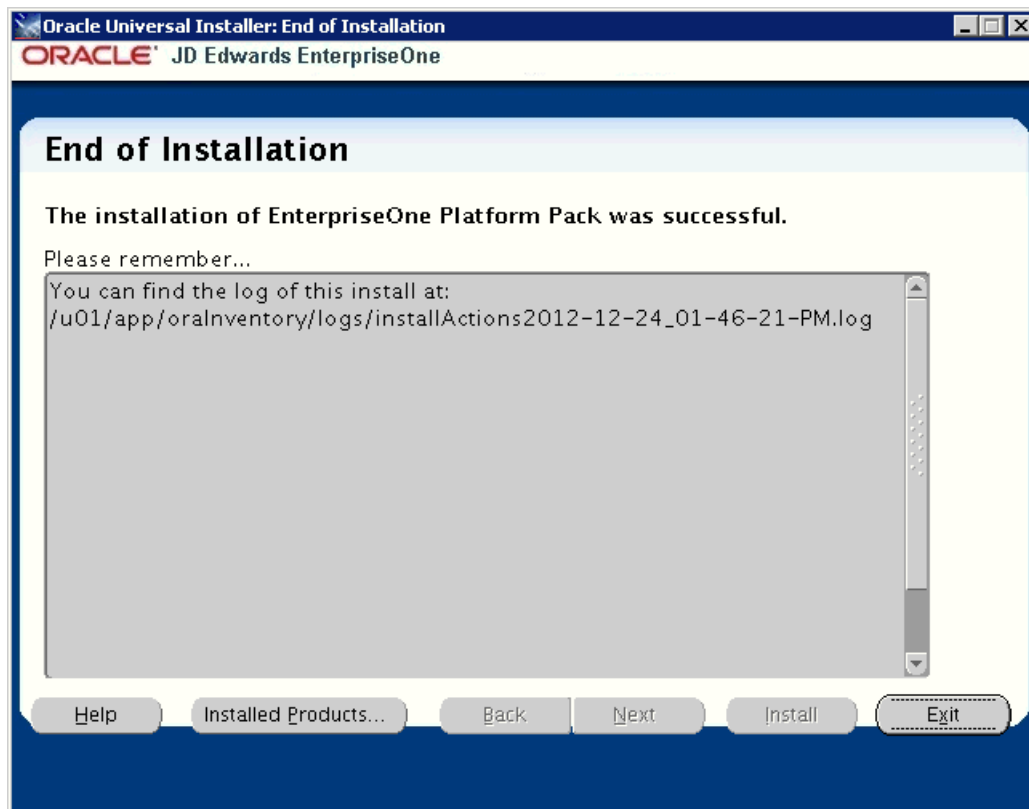 Oracle Universal Installer: End of Installation
ORACLE® JD Edwards EnterpriseOne
End of Installation
The installation of EnterpriseOne Platform Pack was successful.
Please remember...
You can find the log of this install at:
/u01/app/oraInventory/logs/installActions2012-12-24_01-46-21-PM.log
Help Installed Products... Back Next Install Exit